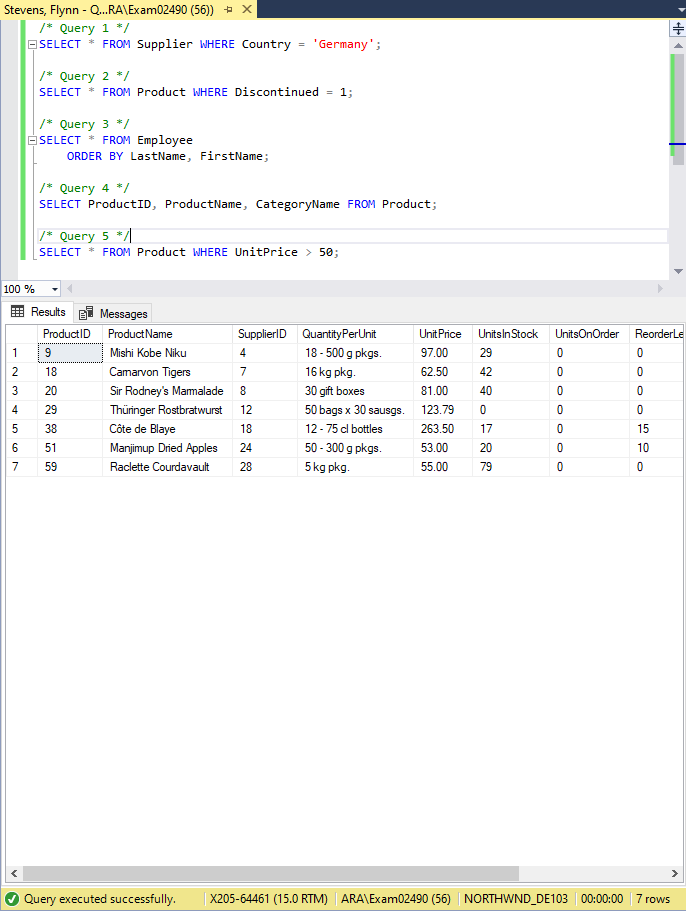 Stevens, Flynn - Q...RA\Exam02490 (56))
/* Query 1 */
SELECT * FROM Supplier WHERE Country = 'Germany';
/* Query 2 */
SELECT * FROM Product WHERE Discontinued = 1;
/* Query 3 */
SELECT * FROM Employee
ORDER BY LastName, FirstName;
/* Query 4 */
SELECT ProductID, ProductName, CategoryName FROM Product;
/* Query 5 */
SELECT * FROM Product WHERE UnitPrice > 50;
100 %
Results Messages
ProductID ProductName SupplierID QuantityPerUnit UnitPrice UnitsInStock UnitsOnOrder ReorderLe
1 9 Mishi Kobe Niku 4 18 - 500 g pkgs. 97.00 29 0 0
2 18 Carnarvon Tigers 7 16 kg pkg. 62.50 42 0 0
3 20 Sir Rodney's Marmalade 8 30 gift boxes 81.00 40 0 0
4 29 Thüringer Rostbratwurst 12 50 bags x 30 sausgs. 123.79 0 0 0
5 38 Côte de Blaye 18 12 - 75 cl bottles 263.50 17 0 15
6 51 Manjimup Dried Apples 24 50 - 300 g pkgs. 53.00 20 0 10
7 59 Raclette Courdavault 28 5 kg pkg. 55.00 79 0 0
Query executed successfully. X205-64461 (15.0 RTM) ARA\Exam02490 (56) NORTHWND_DE103 00:00:00 7 rows